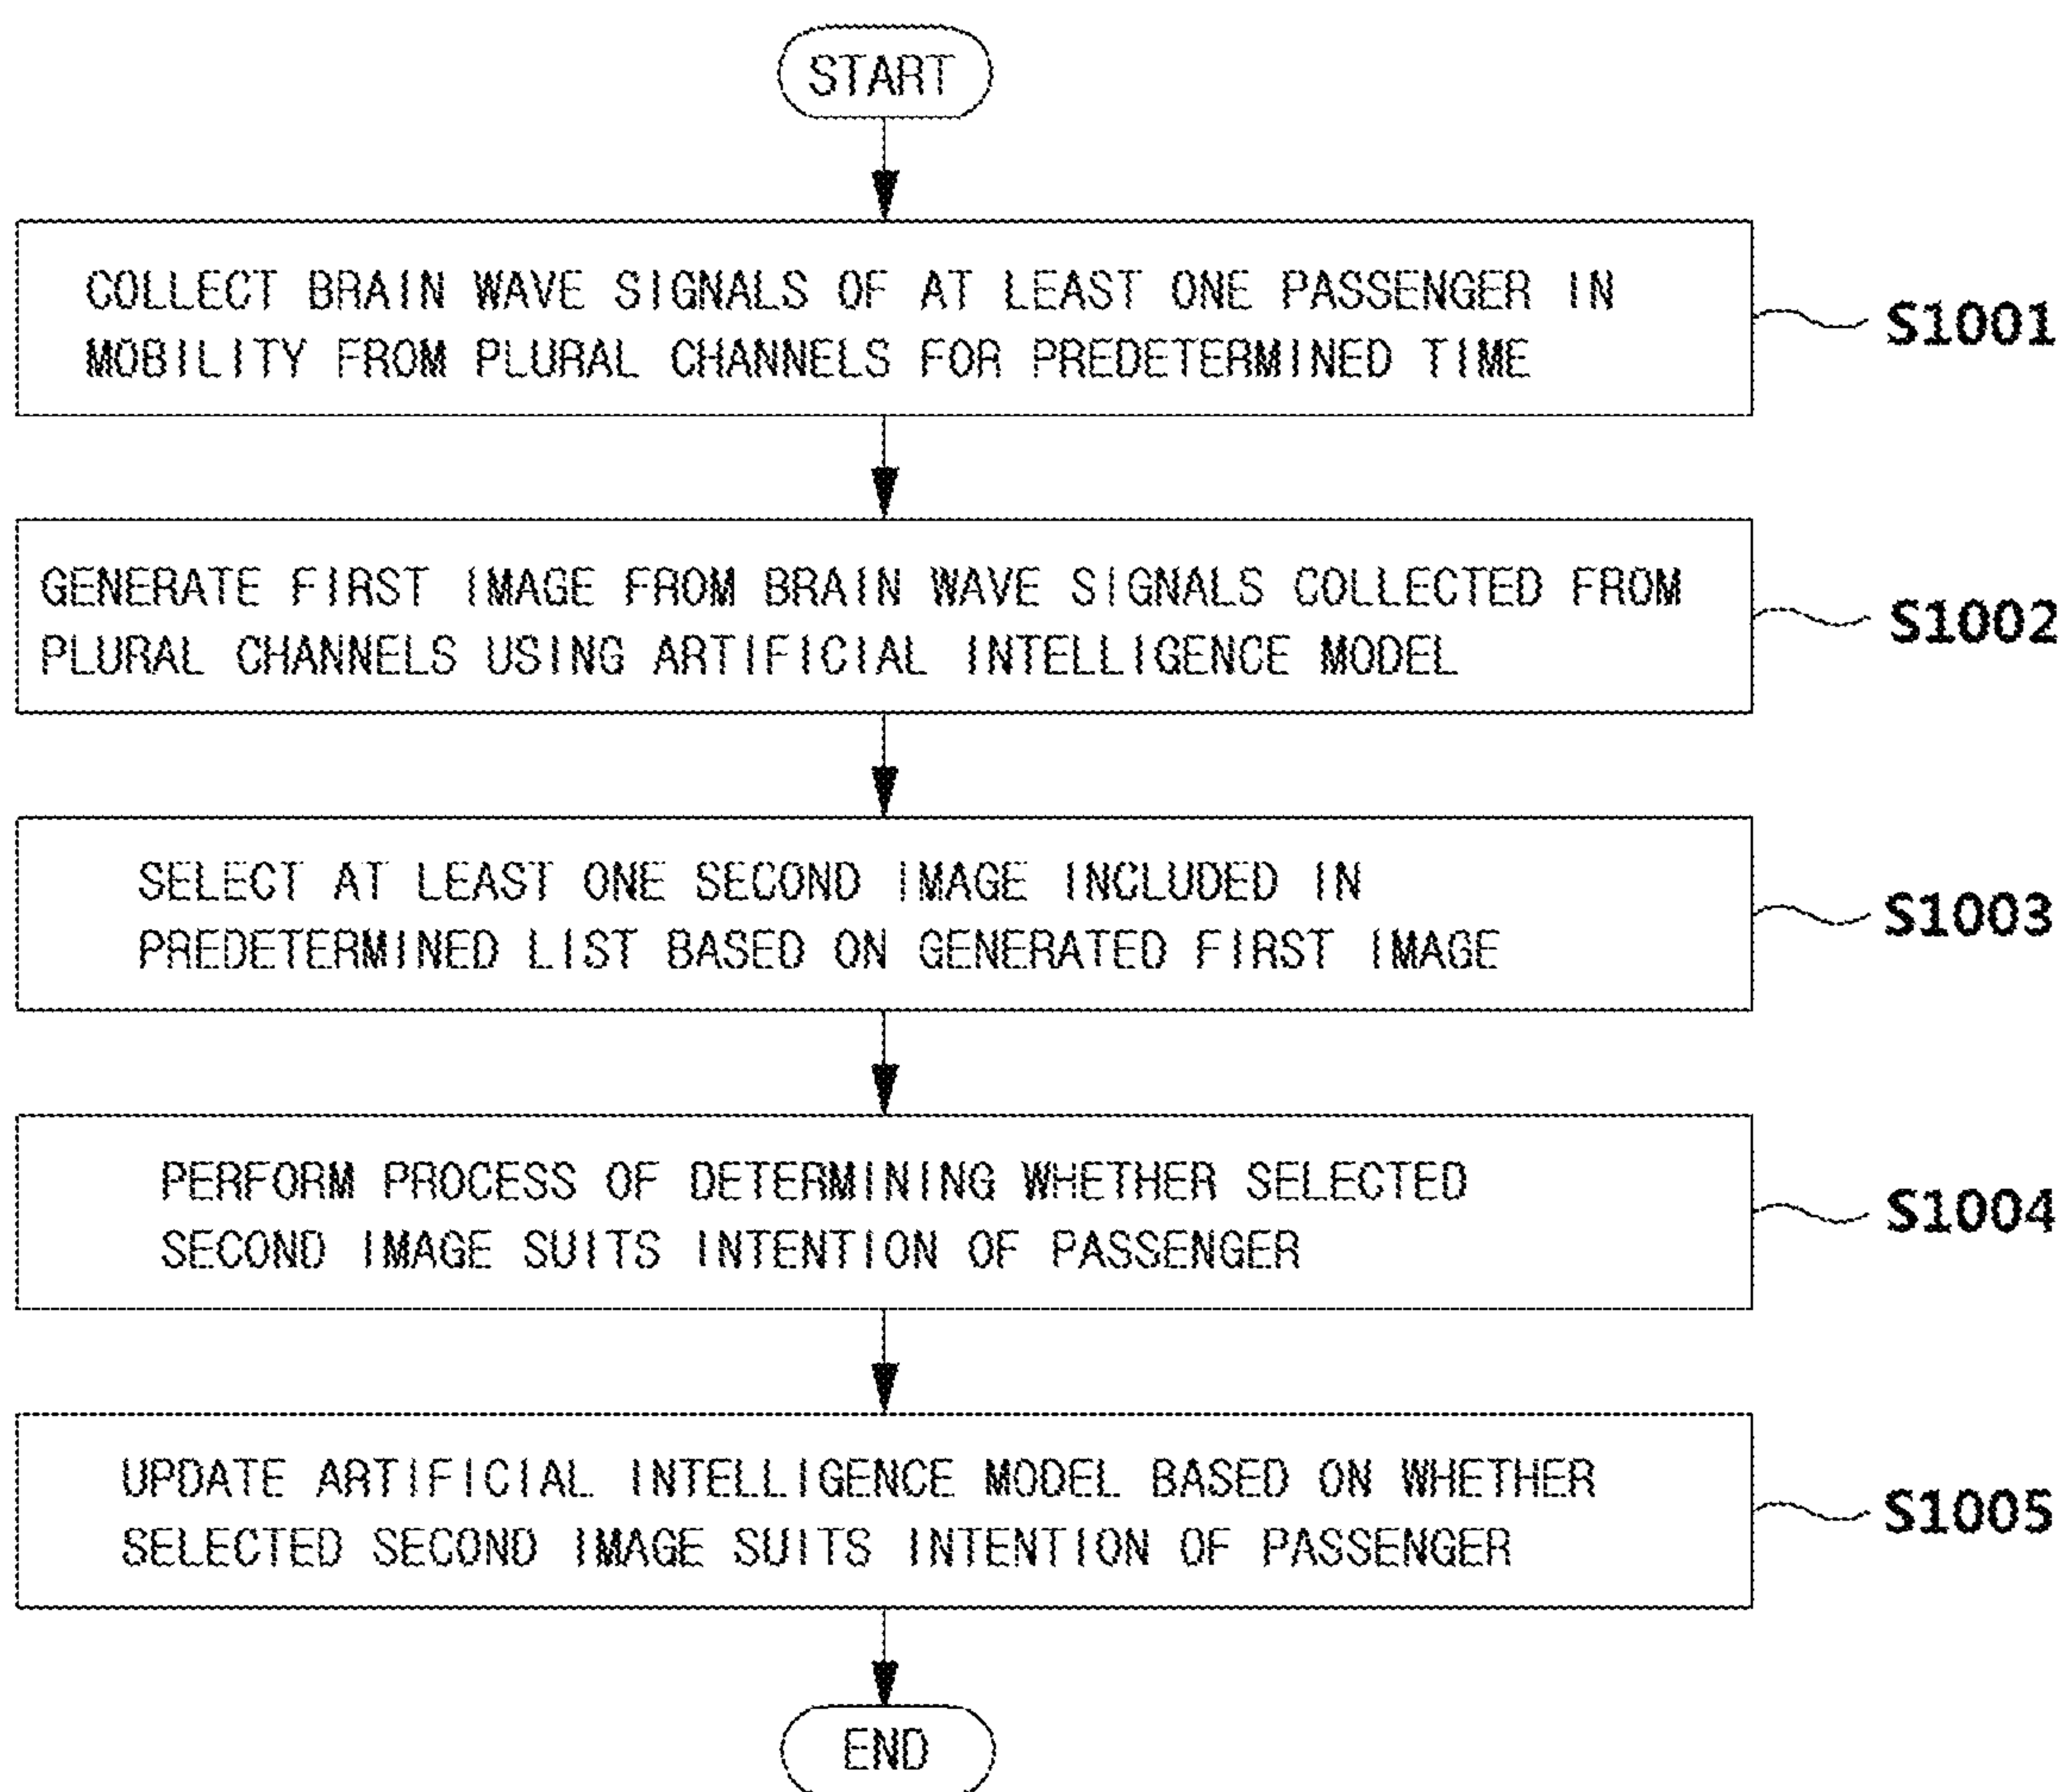 START
COLLECT BRAIN WAVE SIGNALS OF AT LEAST ONE PASSENGER IN
MOBILITY FROM PLURAL CHANNELS FOR PREDETERMINED TIME
S1001
GENERATE FIRST IMAGE FROM BRAIN WAVE SIGNALS COLLECTED FROM
PLURAL CHANNELS USING ARTIFICIAL INTELLIGENCE MODEL
S1002
SELECT AT LEAST ONE SECOND IMAGE INCLUDED IN
PREDETERMINED LIST BASED ON GENERATED FIRST IMAGE
S1003
PERFORM PROCESS OF DETERMINING WHETHER SELECTED
SECOND IMAGE SUITS INTENTION OF PASSENGER
S1004
UPDATE ARTIFICIAL INTELLIGENCE MODEL BASED ON WHETHER
SELECTED SECOND IMAGE SUITS INTENTION OF PASSENGER
S1005
END